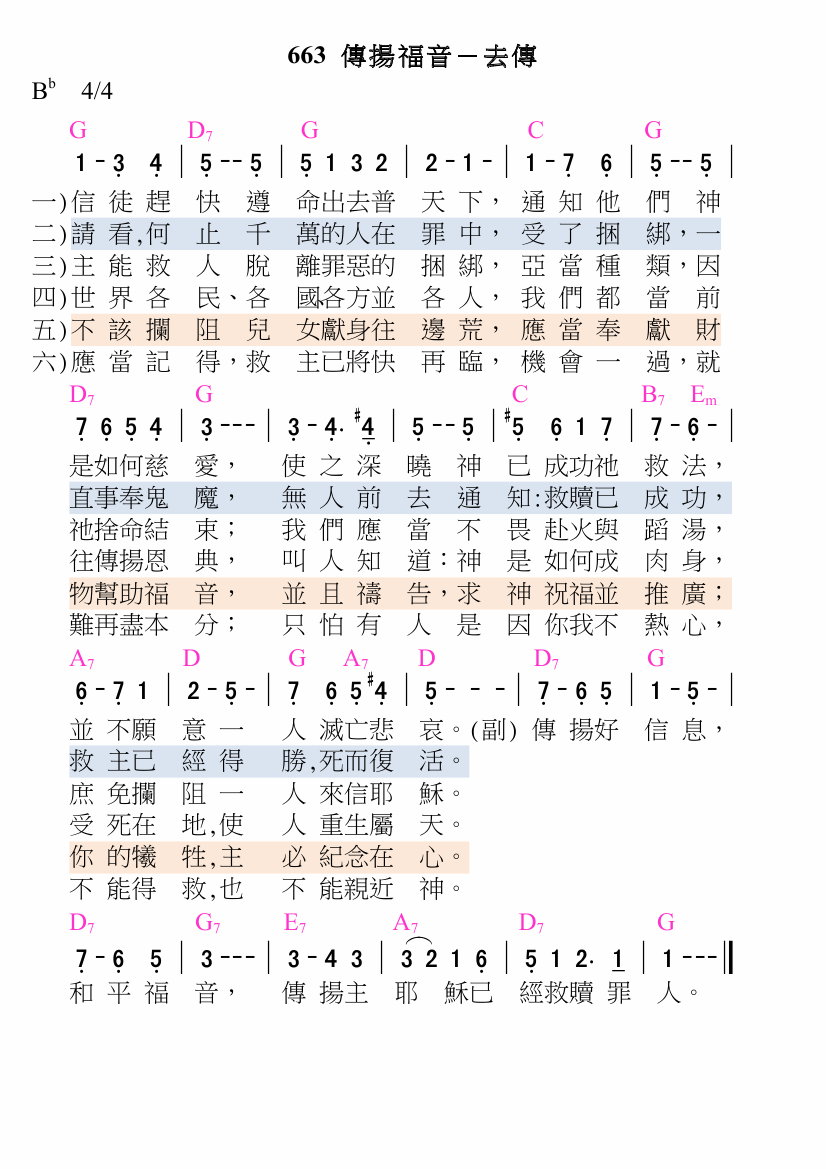 663 傳揚福音－去傳
Bb 4/4
G D7 G C G
1 - 3 4 | 5 - - 5 | 5 1 3 2 | 2 - 1 - | 1 - 7 6 | 5 - - 5 |
一)信徒趕快遵命出去普天下，通知他們神
二)請看,何止千萬的人在罪中，受了捆綁，一
三)主能救人脫離罪惡的捆綁，亞當種類，因
四)世界各民、各國、各方並各人，我們都當前
五)不該攔阻兒女獻身往邊荒，應當奉獻財
六)應當記得，救主已將快再臨，機會一過，就
D7 G C B7 Em
7 6 5 4 | 3 - - - | 3 - 4. #4 | 5 - - 5 | #5 6 1 7 | 7 - 6 - |
是如何慈愛，使之深曉神已成功祂救法，
直事奉鬼魔，無人前去通知:救贖已成功，
祂捨命結束；我們應當不畏赴火與蹈湯，
往傳揚恩典，叫人知道：神是如何成肉身，
物幫助福音，並且禱告，求神祝福並推廣；
難再盡本分；只怕有人是因你我不熱心，
A7 D G A7 D D7 G
6 - 7 1 | 2 - 5 - | 7 6 5 #4 | 5 - - - | 7 - 6 5 | 1 - 5 - |
並不願意一人滅亡悲哀。(副)傳揚好信息，
救主已經得勝,死而復活。
庶免攔阻一人來信耶穌。
受死在地,使人重生屬天。
你的犧牲,主必紀念在心。
不能得救,也不能親近神。
D7 G7 E7 A7 D7 G
7 - 6 5 | 3 - - - | 3 - 4 3 | 3 2 1 6 | 5 1 2. 1 | 1 - - - ‖
和平福音，傳揚主耶穌已經救贖罪人。